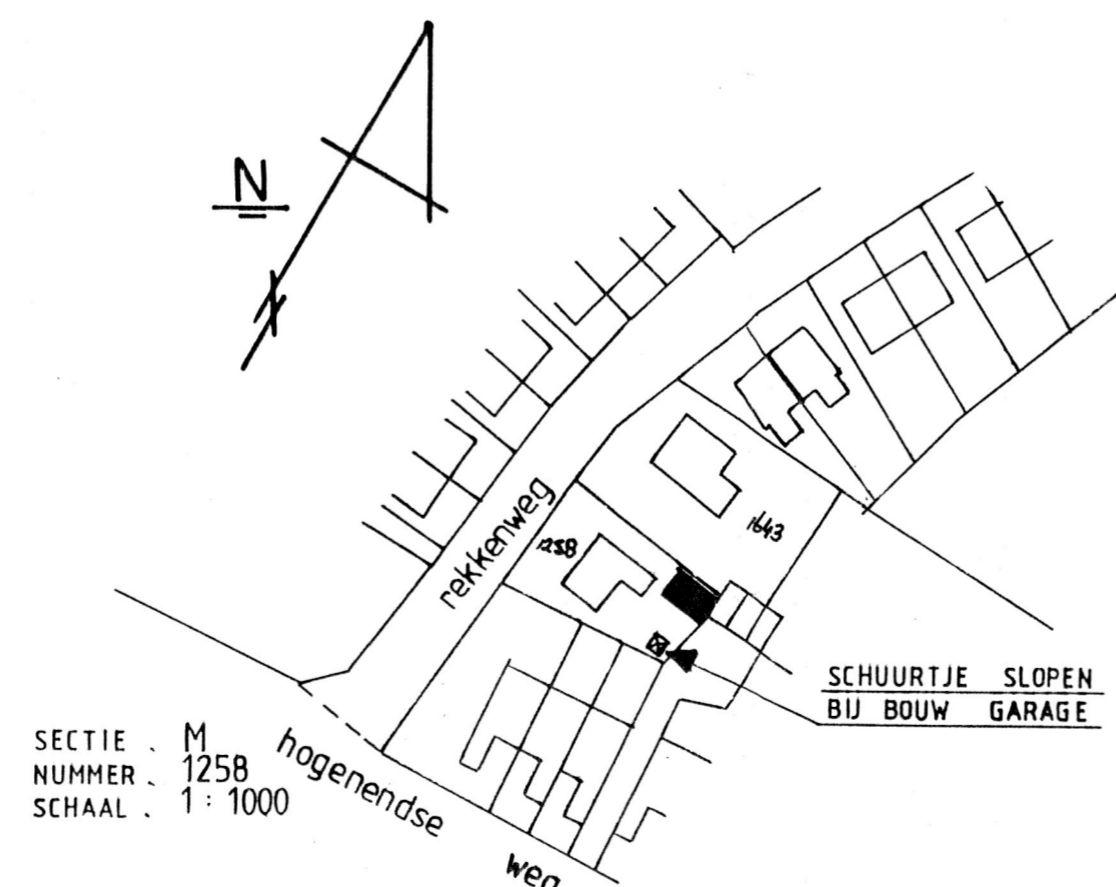 N
rekkenweg
1258
1643
SCHUURTJE SLOPEN
BIJ BOUW GARAGE
SECTIE . M
NUMMER . 1258
SCHAAL . 1 : 1000
hogenendse
weg